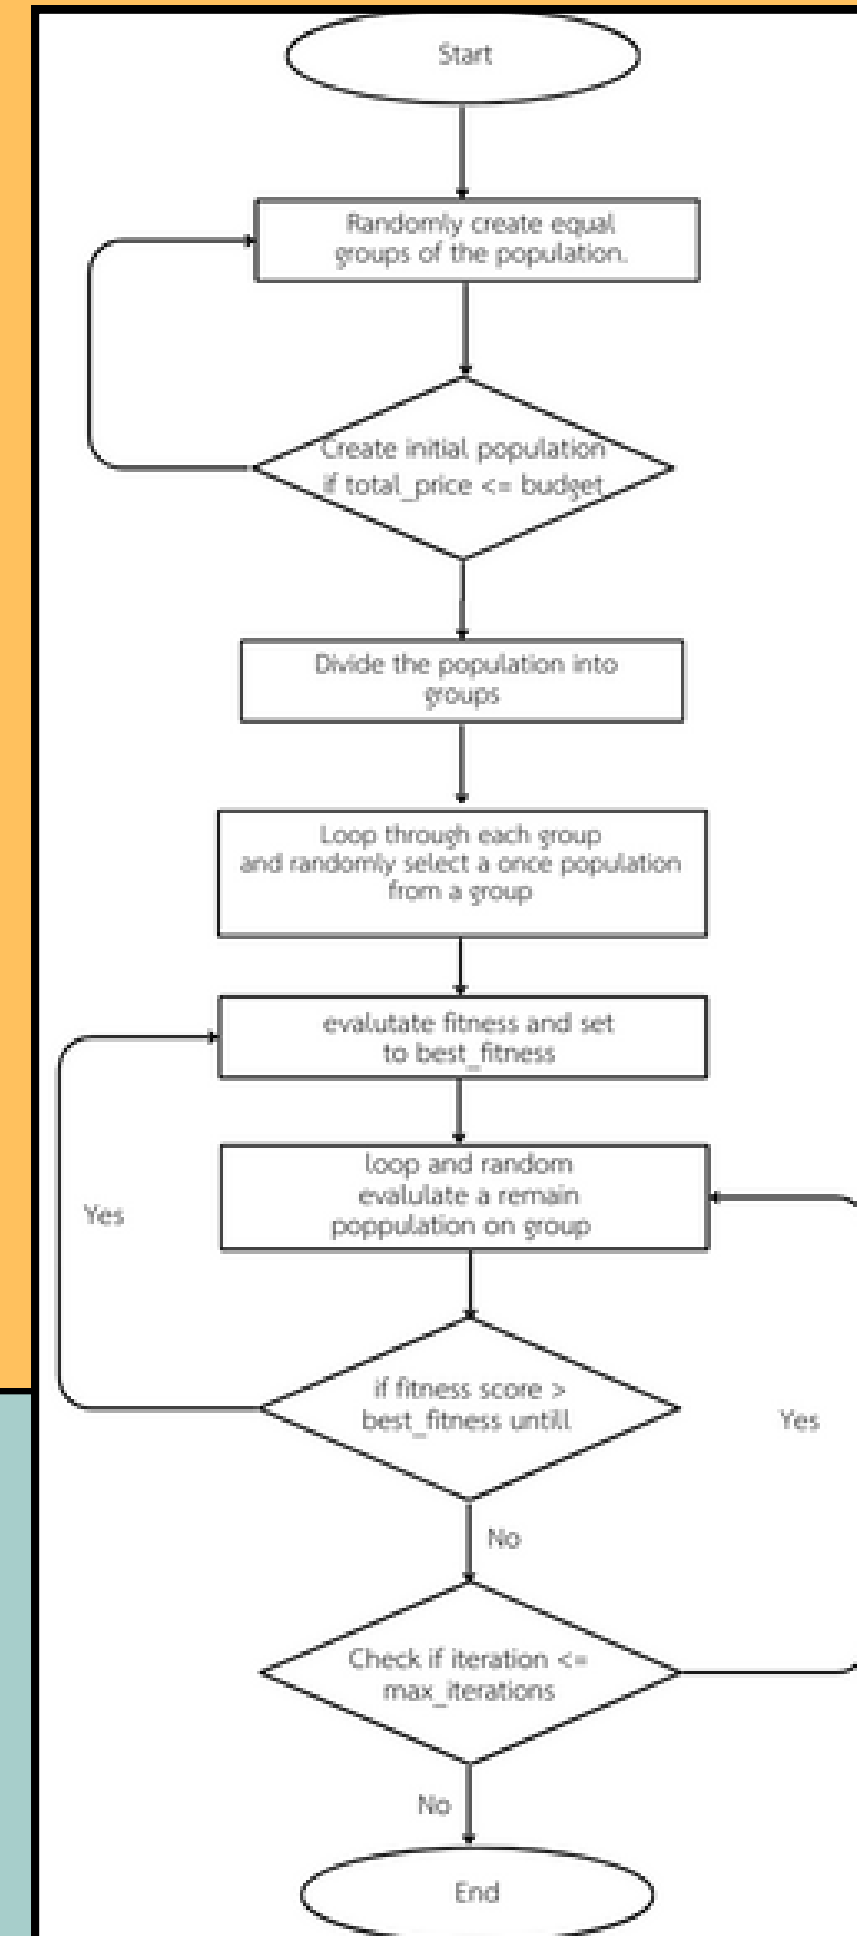 Start
Randomly create equal
groups of the population.
Create initial population
if total_price <= budget
Divide the population into
groups
Loop through each group
and randomly select a once population
from a group
evalutate fitness and set
to best_fitness
loop and random
evalulate a remain
poppulation on group
Yes
if fitness score >
best_fitness untill
Yes
No
Check if iteration <=
max_iterations
No
End